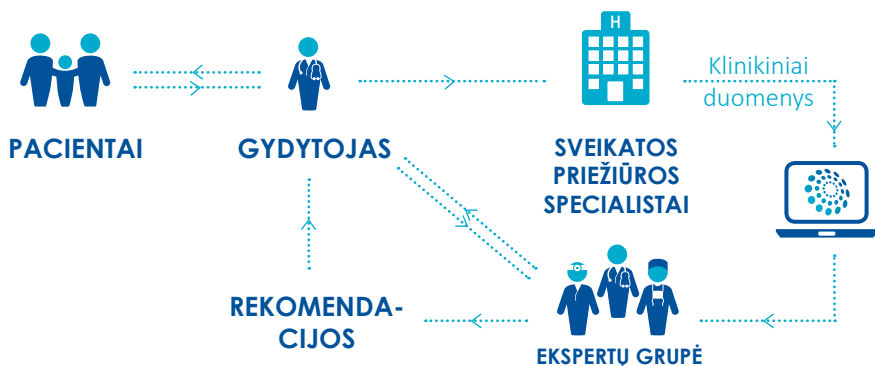 H
Klinikiniai
duomenys
PACIENTAI
GYDYTOJAS
SVEIKATOS
PRIEŽIŪROS
SPECIALISTAI
REKOMENDA-
CIJOS
EKSPERTŲ GRUPĖ